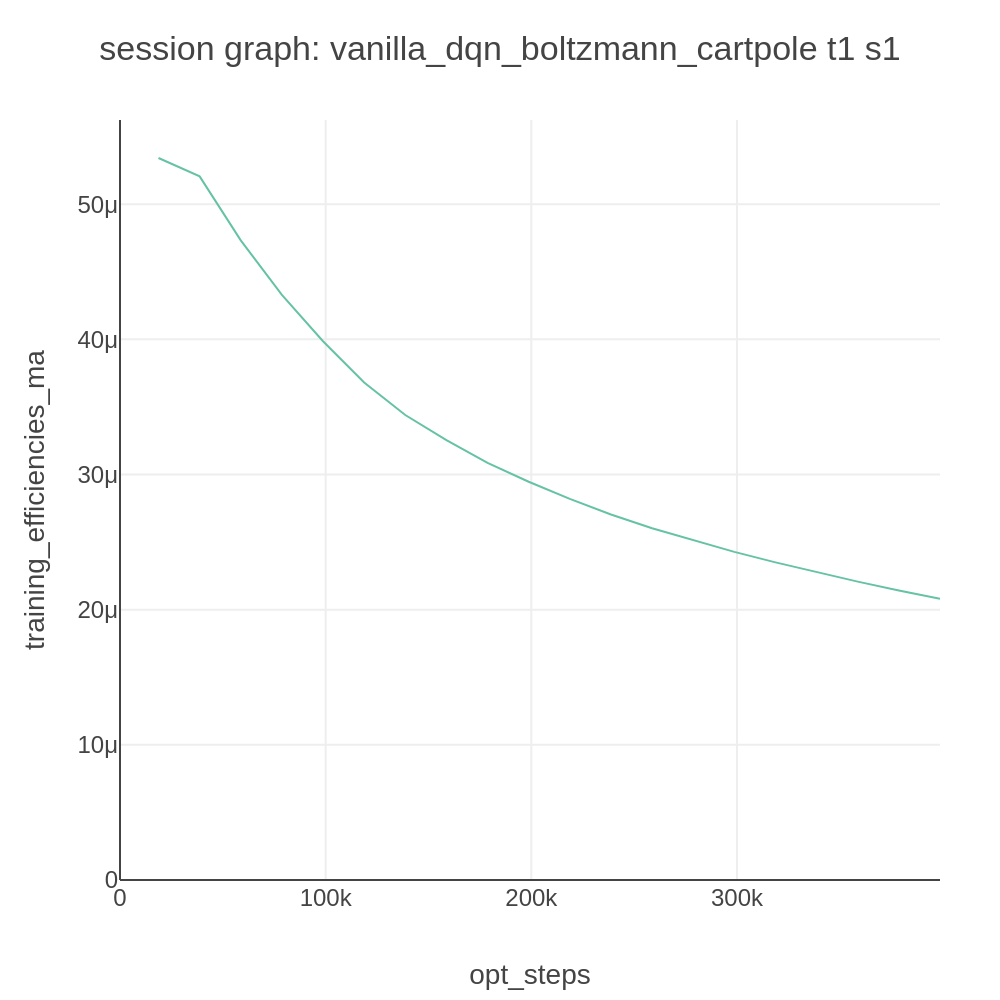 session graph: vanilla_dqn_boltzmann_cartpole t1 s1
training_efficiencies_ma
50μ
40μ
30μ
20μ
10μ
0
0
100k
200k
300k
opt_steps